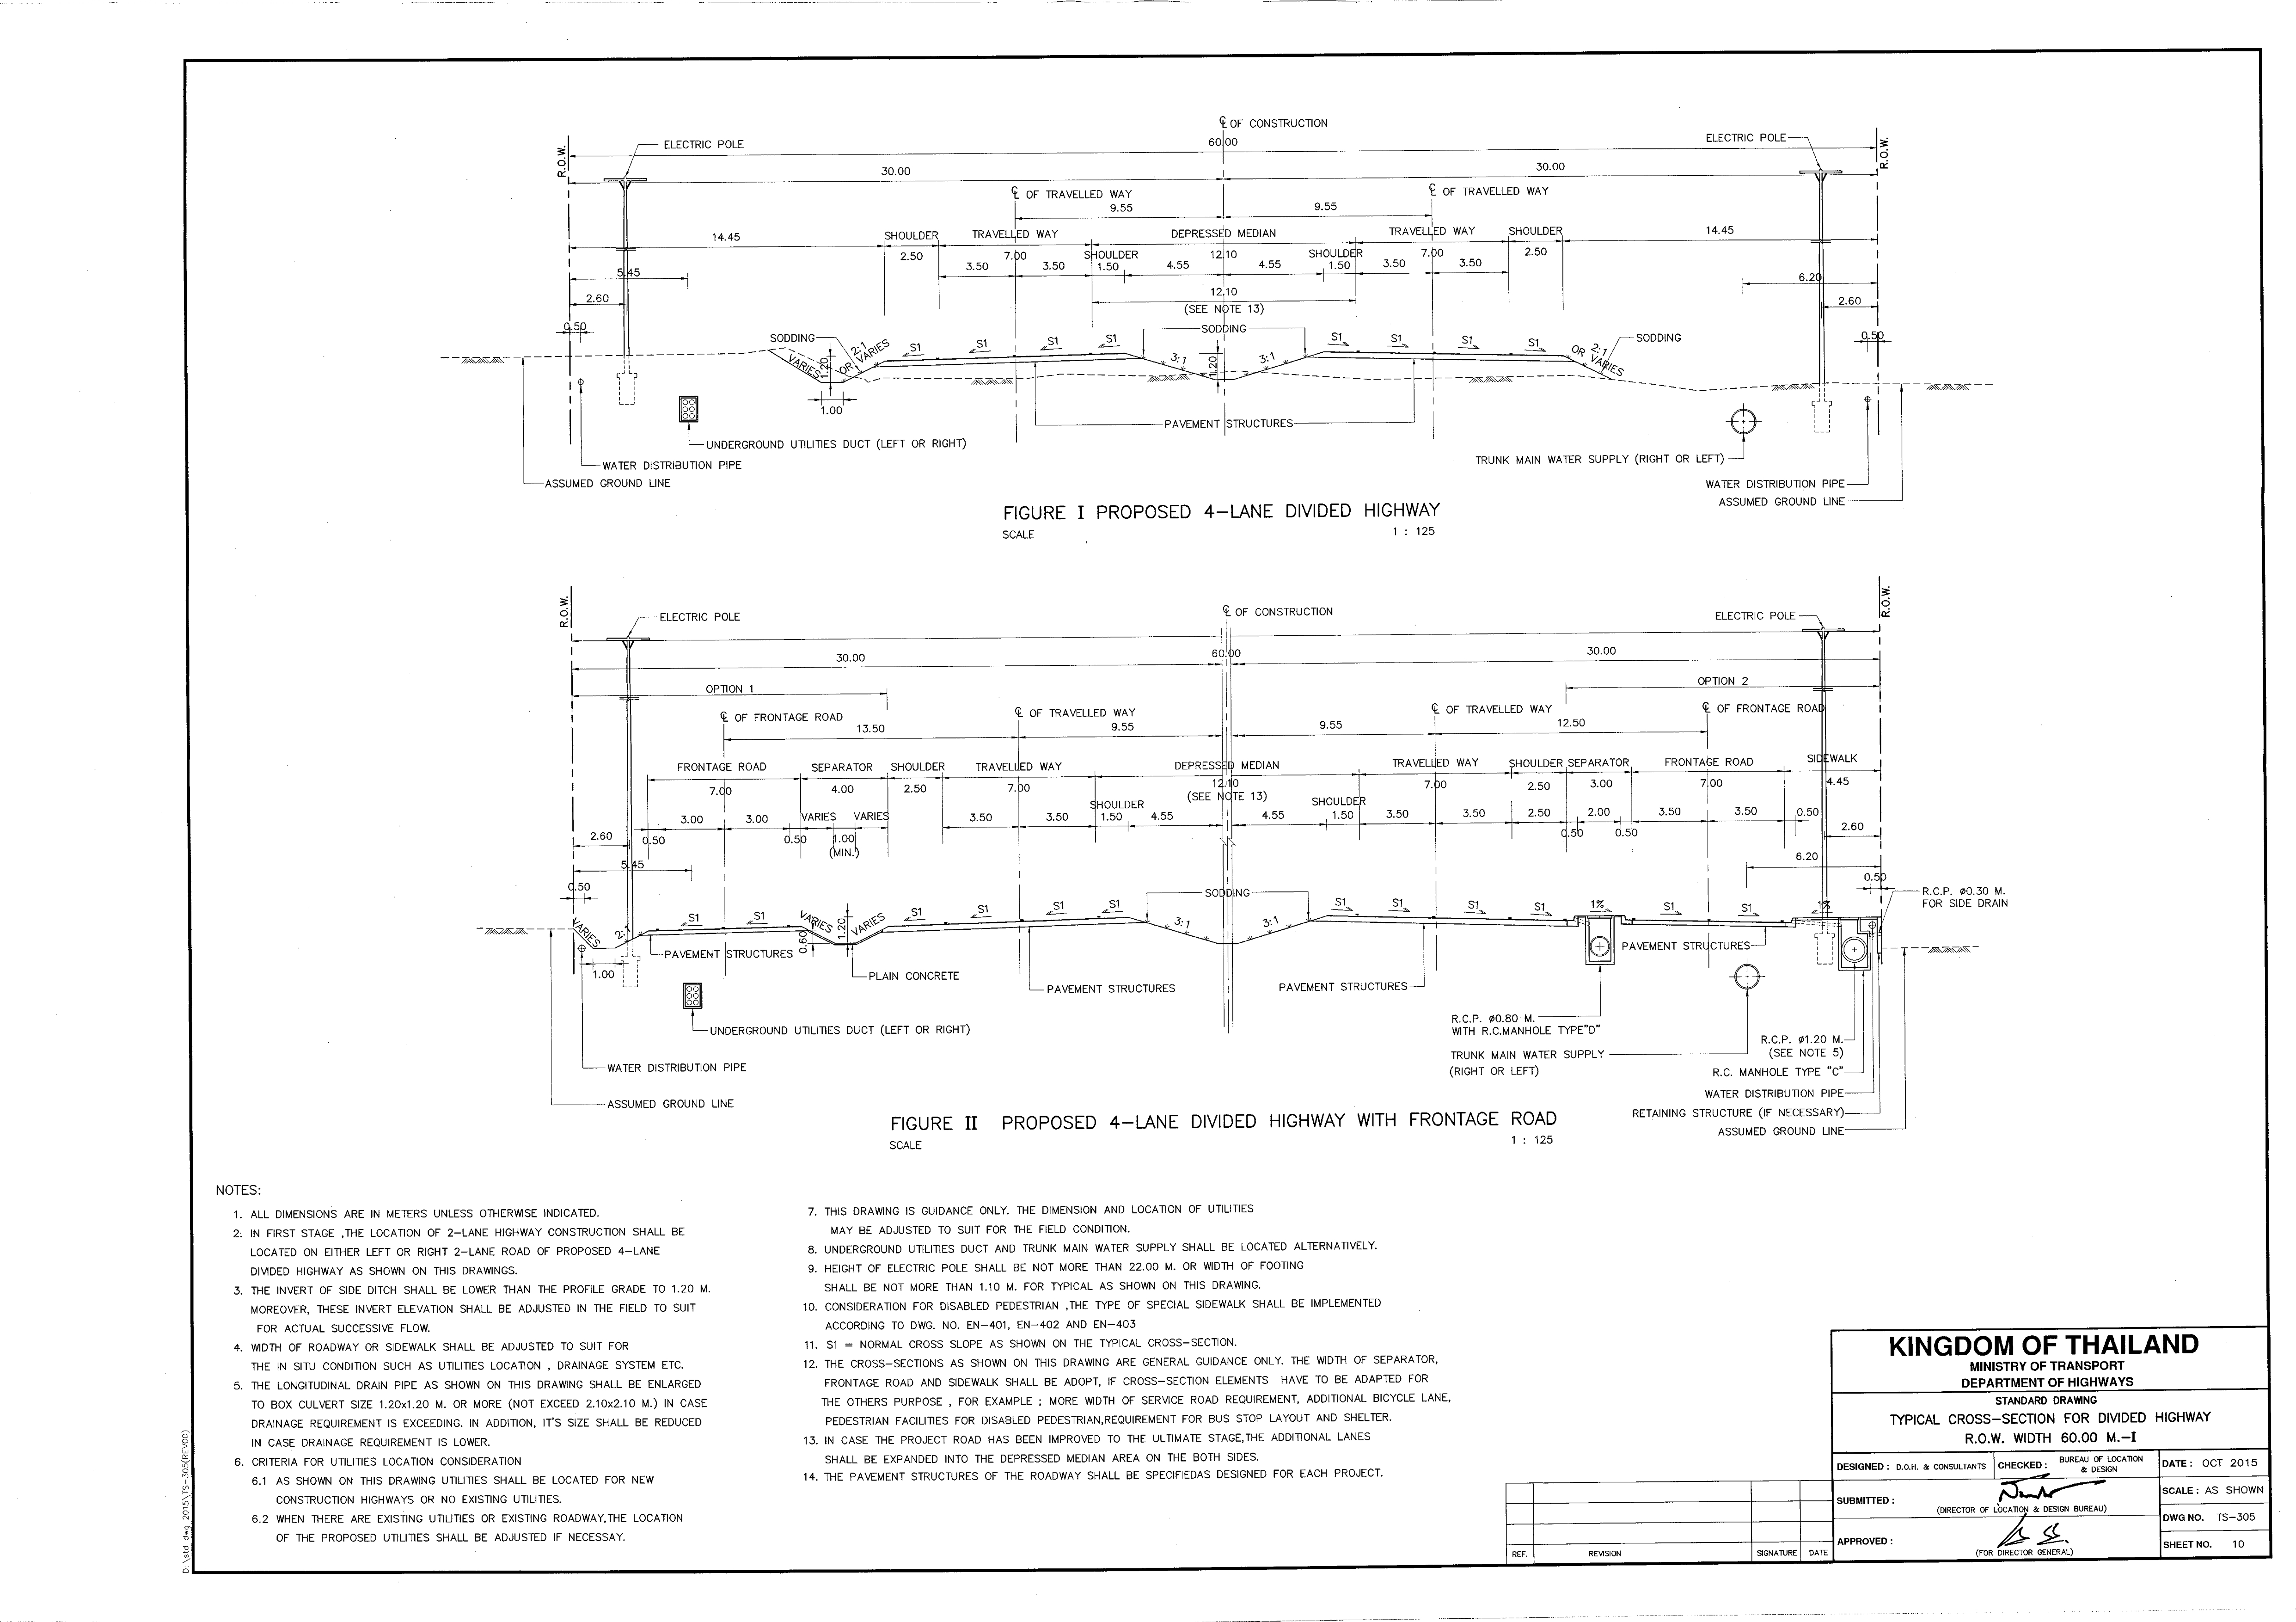 ℄ OF CONSTRUCTION
60.00
ELECTRIC POLE
ELECTRIC POLE
R.O.W.
R.O.W.
30.00
30.00
℄ OF TRAVELLED WAY
℄ OF TRAVELLED WAY
9.55
9.55
14.45
SHOULDER
TRAVELLED WAY
DEPRESSED MEDIAN
TRAVELLED WAY
SHOULDER
14.45
2.50
7.00
SHOULDER
12.10
SHOULDER
7.00
2.50
3.50
3.50
1.50
4.55
4.55
1.50
3.50
3.50
5.45
6.20
2.60
12.10
2.60
(SEE NOTE 13)
0.50
SODDING
SODDING
SODDING
0.50
2:1
OR VARIES
VARIES
1.20
S1
S1
S1
S1
3:1
1.20
3:1
S1
S1
S1
S1
2:1
OR VARIES
1.00
PAVEMENT STRUCTURES
UNDERGROUND UTILITIES DUCT (LEFT OR RIGHT)
WATER DISTRIBUTION PIPE
ASSUMED GROUND LINE
TRUNK MAIN WATER SUPPLY (RIGHT OR LEFT)
WATER DISTRIBUTION PIPE
ASSUMED GROUND LINE
FIGURE I PROPOSED 4-LANE DIVIDED HIGHWAY
SCALE 1 : 125
℄ OF CONSTRUCTION
R.O.W.
R.O.W.
ELECTRIC POLE
ELECTRIC POLE
60.00
30.00
30.00
OPTION 1
OPTION 2
℄ OF FRONTAGE ROAD
℄ OF TRAVELLED WAY
℄ OF TRAVELLED WAY
℄ OF FRONTAGE ROAD
13.50
9.55
9.55
12.50
FRONTAGE ROAD
SEPARATOR
SHOULDER
TRAVELLED WAY
DEPRESSED MEDIAN
TRAVELLED WAY
SHOULDER
SEPARATOR
FRONTAGE ROAD
SIDEWALK
7.00
4.00
2.50
7.00
12.10
7.00
2.50
3.00
7.00
4.45
(SEE NOTE 13)
SHOULDER
SHOULDER
3.00
3.00
VARIES
VARIES
3.50
3.50
1.50
4.55
4.55
1.50
3.50
3.50
2.50
2.00
3.50
3.50
0.50
2.60
0.50
0.50
1.00
(MIN.)
0.50
0.50
2.60
5.45
6.20
0.50
0.50
SODDING
R.C.P. ø0.30 M.
FOR SIDE DRAIN
VARIES
2:1
S1
S1
VARIES
0.60
1.20
VARIES
S1
S1
S1
S1
3:1
3:1
S1
S1
S1
S1
1%
S1
S1
1%
1.00
PAVEMENT STRUCTURES
PLAIN CONCRETE
PAVEMENT STRUCTURES
PAVEMENT STRUCTURES
PAVEMENT STRUCTURES
UNDERGROUND UTILITIES DUCT (LEFT OR RIGHT)
WATER DISTRIBUTION PIPE
ASSUMED GROUND LINE
R.C.P. ø0.80 M.
WITH R.C.MANHOLE TYPE"D"
TRUNK MAIN WATER SUPPLY
(RIGHT OR LEFT)
R.C.P. ø1.20 M.
(SEE NOTE 5)
R.C. MANHOLE TYPE "C"
WATER DISTRIBUTION PIPE
RETAINING STRUCTURE (IF NECESSARY)
ASSUMED GROUND LINE
FIGURE II PROPOSED 4-LANE DIVIDED HIGHWAY WITH FRONTAGE ROAD
SCALE 1 : 125
NOTES:
1. ALL DIMENSIONS ARE IN METERS UNLESS OTHERWISE INDICATED.
2. IN FIRST STAGE ,THE LOCATION OF 2-LANE HIGHWAY CONSTRUCTION SHALL BE
LOCATED ON EITHER LEFT OR RIGHT 2-LANE ROAD OF PROPOSED 4-LANE
DIVIDED HIGHWAY AS SHOWN ON THIS DRAWINGS.
3. THE INVERT OF SIDE DITCH SHALL BE LOWER THAN THE PROFILE GRADE TO 1.20 M.
MOREOVER, THESE INVERT ELEVATION SHALL BE ADJUSTED IN THE FIELD TO SUIT
FOR ACTUAL SUCCESSIVE FLOW.
4. WIDTH OF ROADWAY OR SIDEWALK SHALL BE ADJUSTED TO SUIT FOR
THE IN SITU CONDITION SUCH AS UTILITIES LOCATION , DRAINAGE SYSTEM ETC.
5. THE LONGITUDINAL DRAIN PIPE AS SHOWN ON THIS DRAWING SHALL BE ENLARGED
TO BOX CULVERT SIZE 1.20x1.20 M. OR MORE (NOT EXCEED 2.10x2.10 M.) IN CASE
DRAINAGE REQUIREMENT IS EXCEEDING. IN ADDITION, IT'S SIZE SHALL BE REDUCED
IN CASE DRAINAGE REQUIREMENT IS LOWER.
6. CRITERIA FOR UTILITIES LOCATION CONSIDERATION
6.1 AS SHOWN ON THIS DRAWING UTILITIES SHALL BE LOCATED FOR NEW
CONSTRUCTION HIGHWAYS OR NO EXISTING UTILITIES.
6.2 WHEN THERE ARE EXISTING UTILITIES OR EXISTING ROADWAY,THE LOCATION
OF THE PROPOSED UTILITIES SHALL BE ADJUSTED IF NECESSAY.
7. THIS DRAWING IS GUIDANCE ONLY. THE DIMENSION AND LOCATION OF UTILITIES
MAY BE ADJUSTED TO SUIT FOR THE FIELD CONDITION.
8. UNDERGROUND UTILITIES DUCT AND TRUNK MAIN WATER SUPPLY SHALL BE LOCATED ALTERNATIVELY.
9. HEIGHT OF ELECTRIC POLE SHALL BE NOT MORE THAN 22.00 M. OR WIDTH OF FOOTING
SHALL BE NOT MORE THAN 1.10 M. FOR TYPICAL AS SHOWN ON THIS DRAWING.
10. CONSIDERATION FOR DISABLED PEDESTRIAN ,THE TYPE OF SPECIAL SIDEWALK SHALL BE IMPLEMENTED
ACCORDING TO DWG. NO. EN-401, EN-402 AND EN-403
11. S1 = NORMAL CROSS SLOPE AS SHOWN ON THE TYPICAL CROSS-SECTION.
12. THE CROSS-SECTIONS AS SHOWN ON THIS DRAWING ARE GENERAL GUIDANCE ONLY. THE WIDTH OF SEPARATOR,
FRONTAGE ROAD AND SIDEWALK SHALL BE ADOPT, IF CROSS-SECTION ELEMENTS HAVE TO BE ADAPTED FOR
THE OTHERS PURPOSE , FOR EXAMPLE ; MORE WIDTH OF SERVICE ROAD REQUIREMENT, ADDITIONAL BICYCLE LANE,
PEDESTRIAN FACILITIES FOR DISABLED PEDESTRIAN,REQUIREMENT FOR BUS STOP LAYOUT AND SHELTER.
13. IN CASE THE PROJECT ROAD HAS BEEN IMPROVED TO THE ULTIMATE STAGE,THE ADDITIONAL LANES
SHALL BE EXPANDED INTO THE DEPRESSED MEDIAN AREA ON THE BOTH SIDES.
14. THE PAVEMENT STRUCTURES OF THE ROADWAY SHALL BE SPECIFIEDAS DESIGNED FOR EACH PROJECT.
KINGDOM OF THAILAND
MINISTRY OF TRANSPORT
DEPARTMENT OF HIGHWAYS
STANDARD DRAWING
TYPICAL CROSS-SECTION FOR DIVIDED HIGHWAY
R.O.W. WIDTH 60.00 M.-I
DESIGNED : D.O.H. & CONSULTANTS
CHECKED : BUREAU OF LOCATION
& DESIGN
DATE : OCT 2015
SUBMITTED :
(DIRECTOR OF LOCATION & DESIGN BUREAU)
SCALE : AS SHOWN
DWG NO. TS-305
APPROVED :
(FOR DIRECTOR GENERAL)
SHEET NO. 10
REF. REVISION SIGNATURE DATE
D:\std dwg 2015\TS-305(REV00)